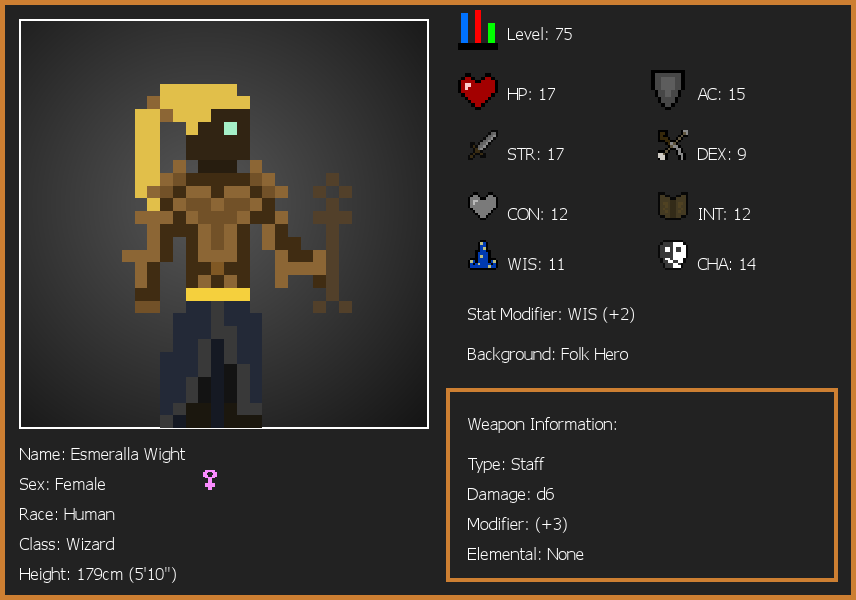 Level: 75
HP: 17
AC: 15
STR: 17
DEX: 9
CON: 12
INT: 12
WIS: 11
CHA: 14
Stat Modifier: WIS (+2)
Background: Folk Hero
Weapon Information:
Type: Staff
Damage: d6
Modifier: (+3)
Elemental: None
Name: Esmeralla Wight
Sex: Female
Race: Human
Class: Wizard
Height: 179cm (5'10")